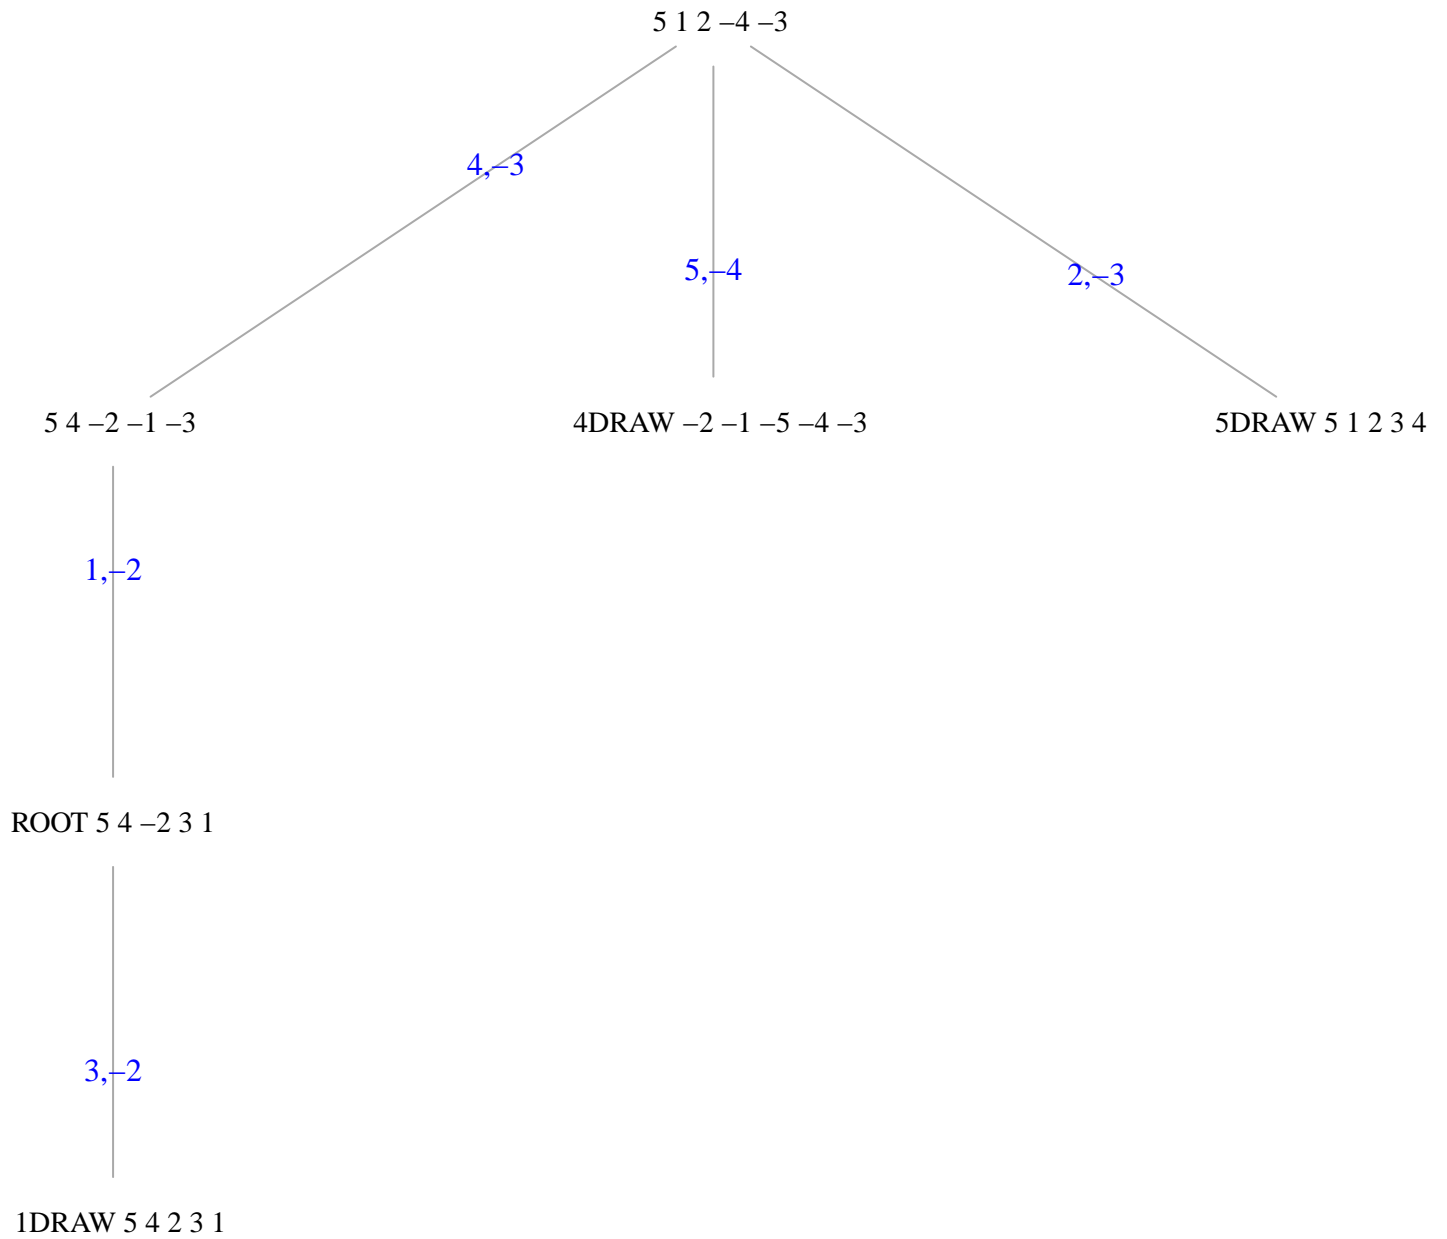 5 1 2 –4 –3
4,–3
5,–4
2,–3
5 4 –2 –1 –3
4DRAW –2 –1 –5 –4 –3
5DRAW 5 1 2 3 4
1,–2
ROOT 5 4 –2 3 1
3,–2
1DRAW 5 4 2 3 1